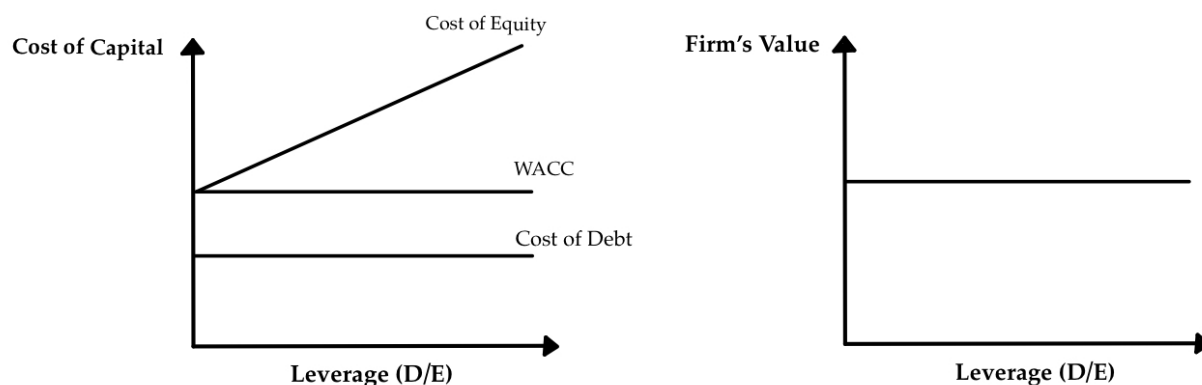 Cost of Capital
Cost of Equity
WACC
Cost of Debt
Leverage (D/E)
Firm's Value
Leverage (D/E)